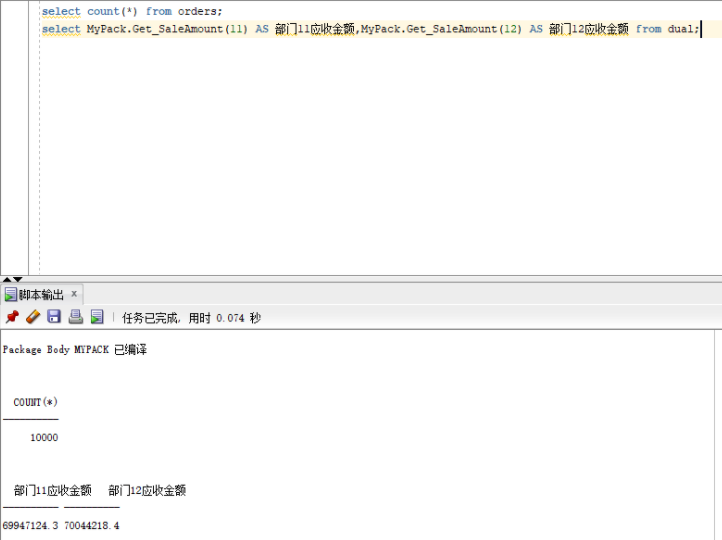 select count(*) from orders;
select MyPack.Get_SaleAmount(11) AS 部门11应收金额,MyPack.Get_SaleAmount(12) AS 部门12应收金额 from dual;
脚本输出 x
任务已完成, 用时 0.074 秒
Package Body MYPACK 已编译
COUNT(*)
----------
10000
部门11应收金额 部门12应收金额
---------- ----------
69947124.3 70044218.4